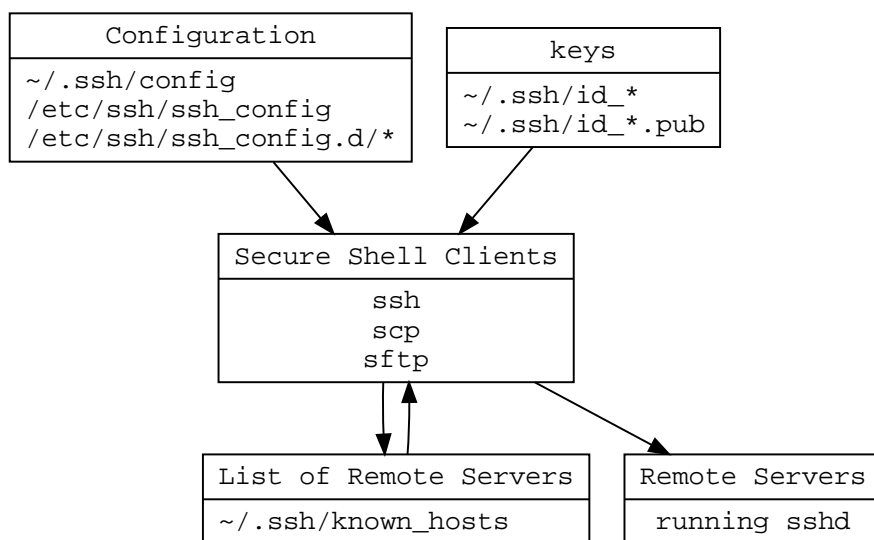 Configuration
~/.ssh/config
/etc/ssh/ssh_config
/etc/ssh/ssh_config.d/*
keys
~/.ssh/id_*
~/.ssh/id_*.pub
Secure Shell Clients
ssh
scp
sftp
List of Remote Servers
~/.ssh/known_hosts
Remote Servers
running sshd